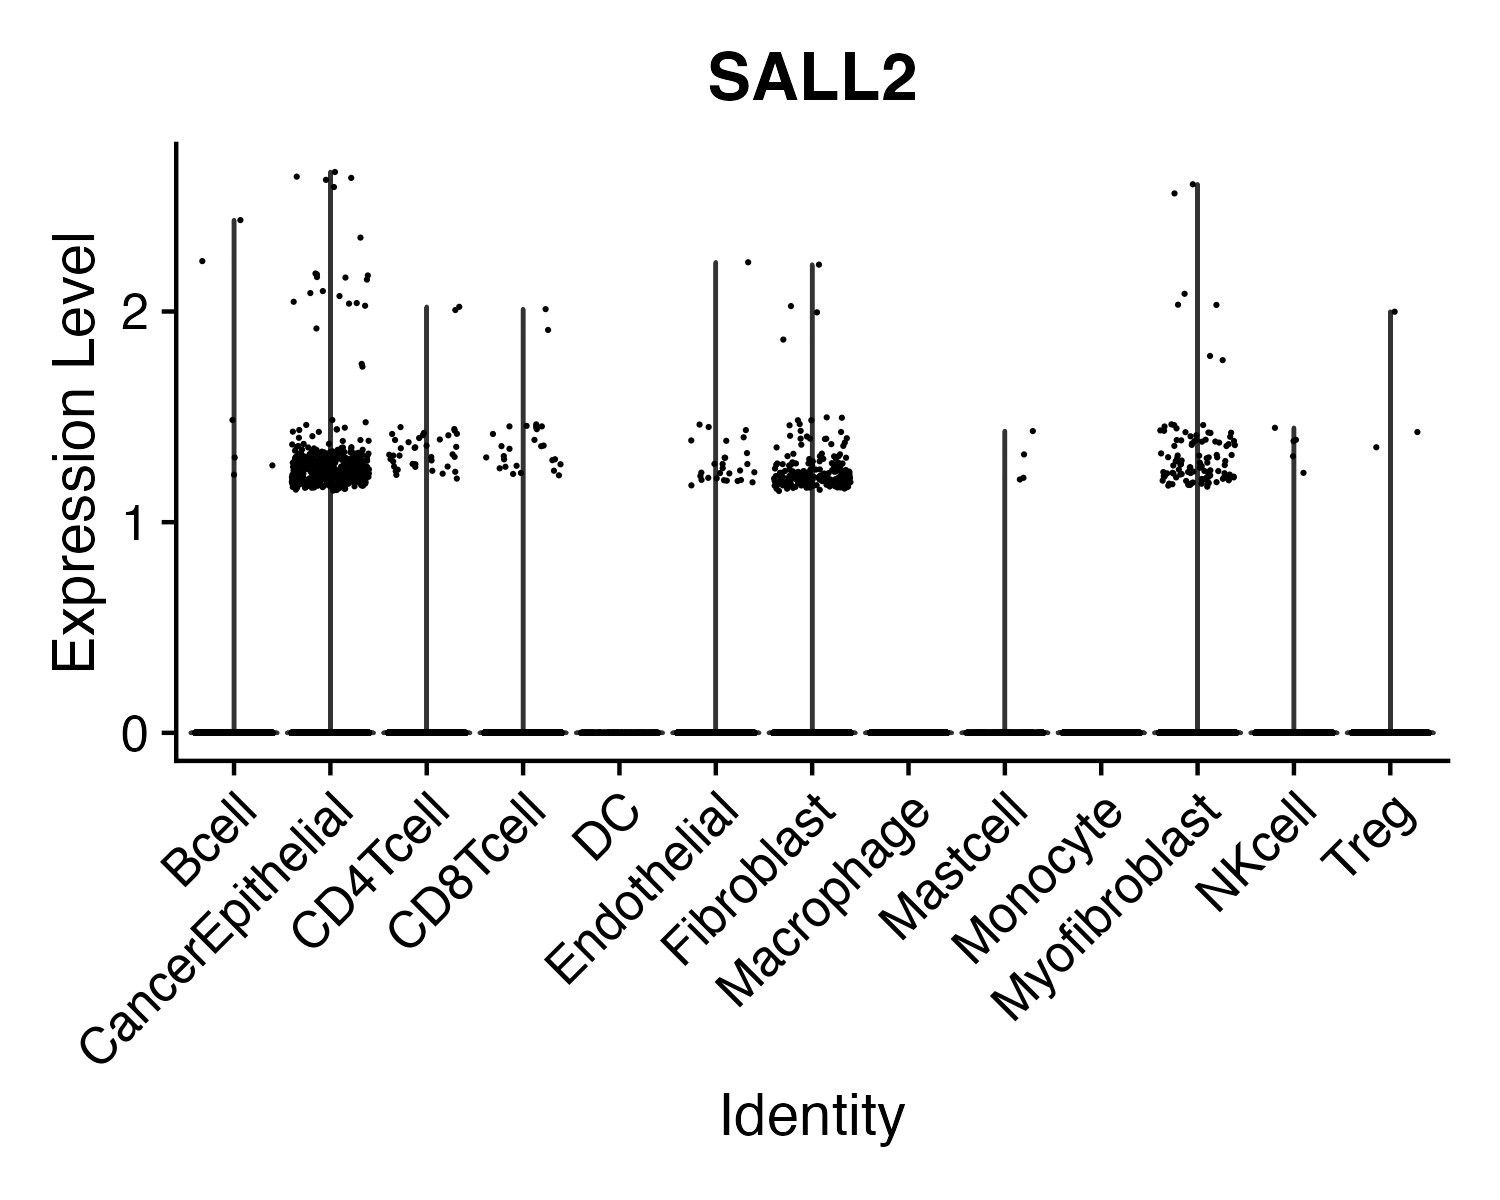 SALL2
Expression Level
2
1
0
Bcell
CancerEpithelial
CD4Tcell
CD8Tcell
DC
Endothelial
Fibroblast
Macrophage
Mastcell
Monocyte
Myofibroblast
NKcell
Treg
Identity